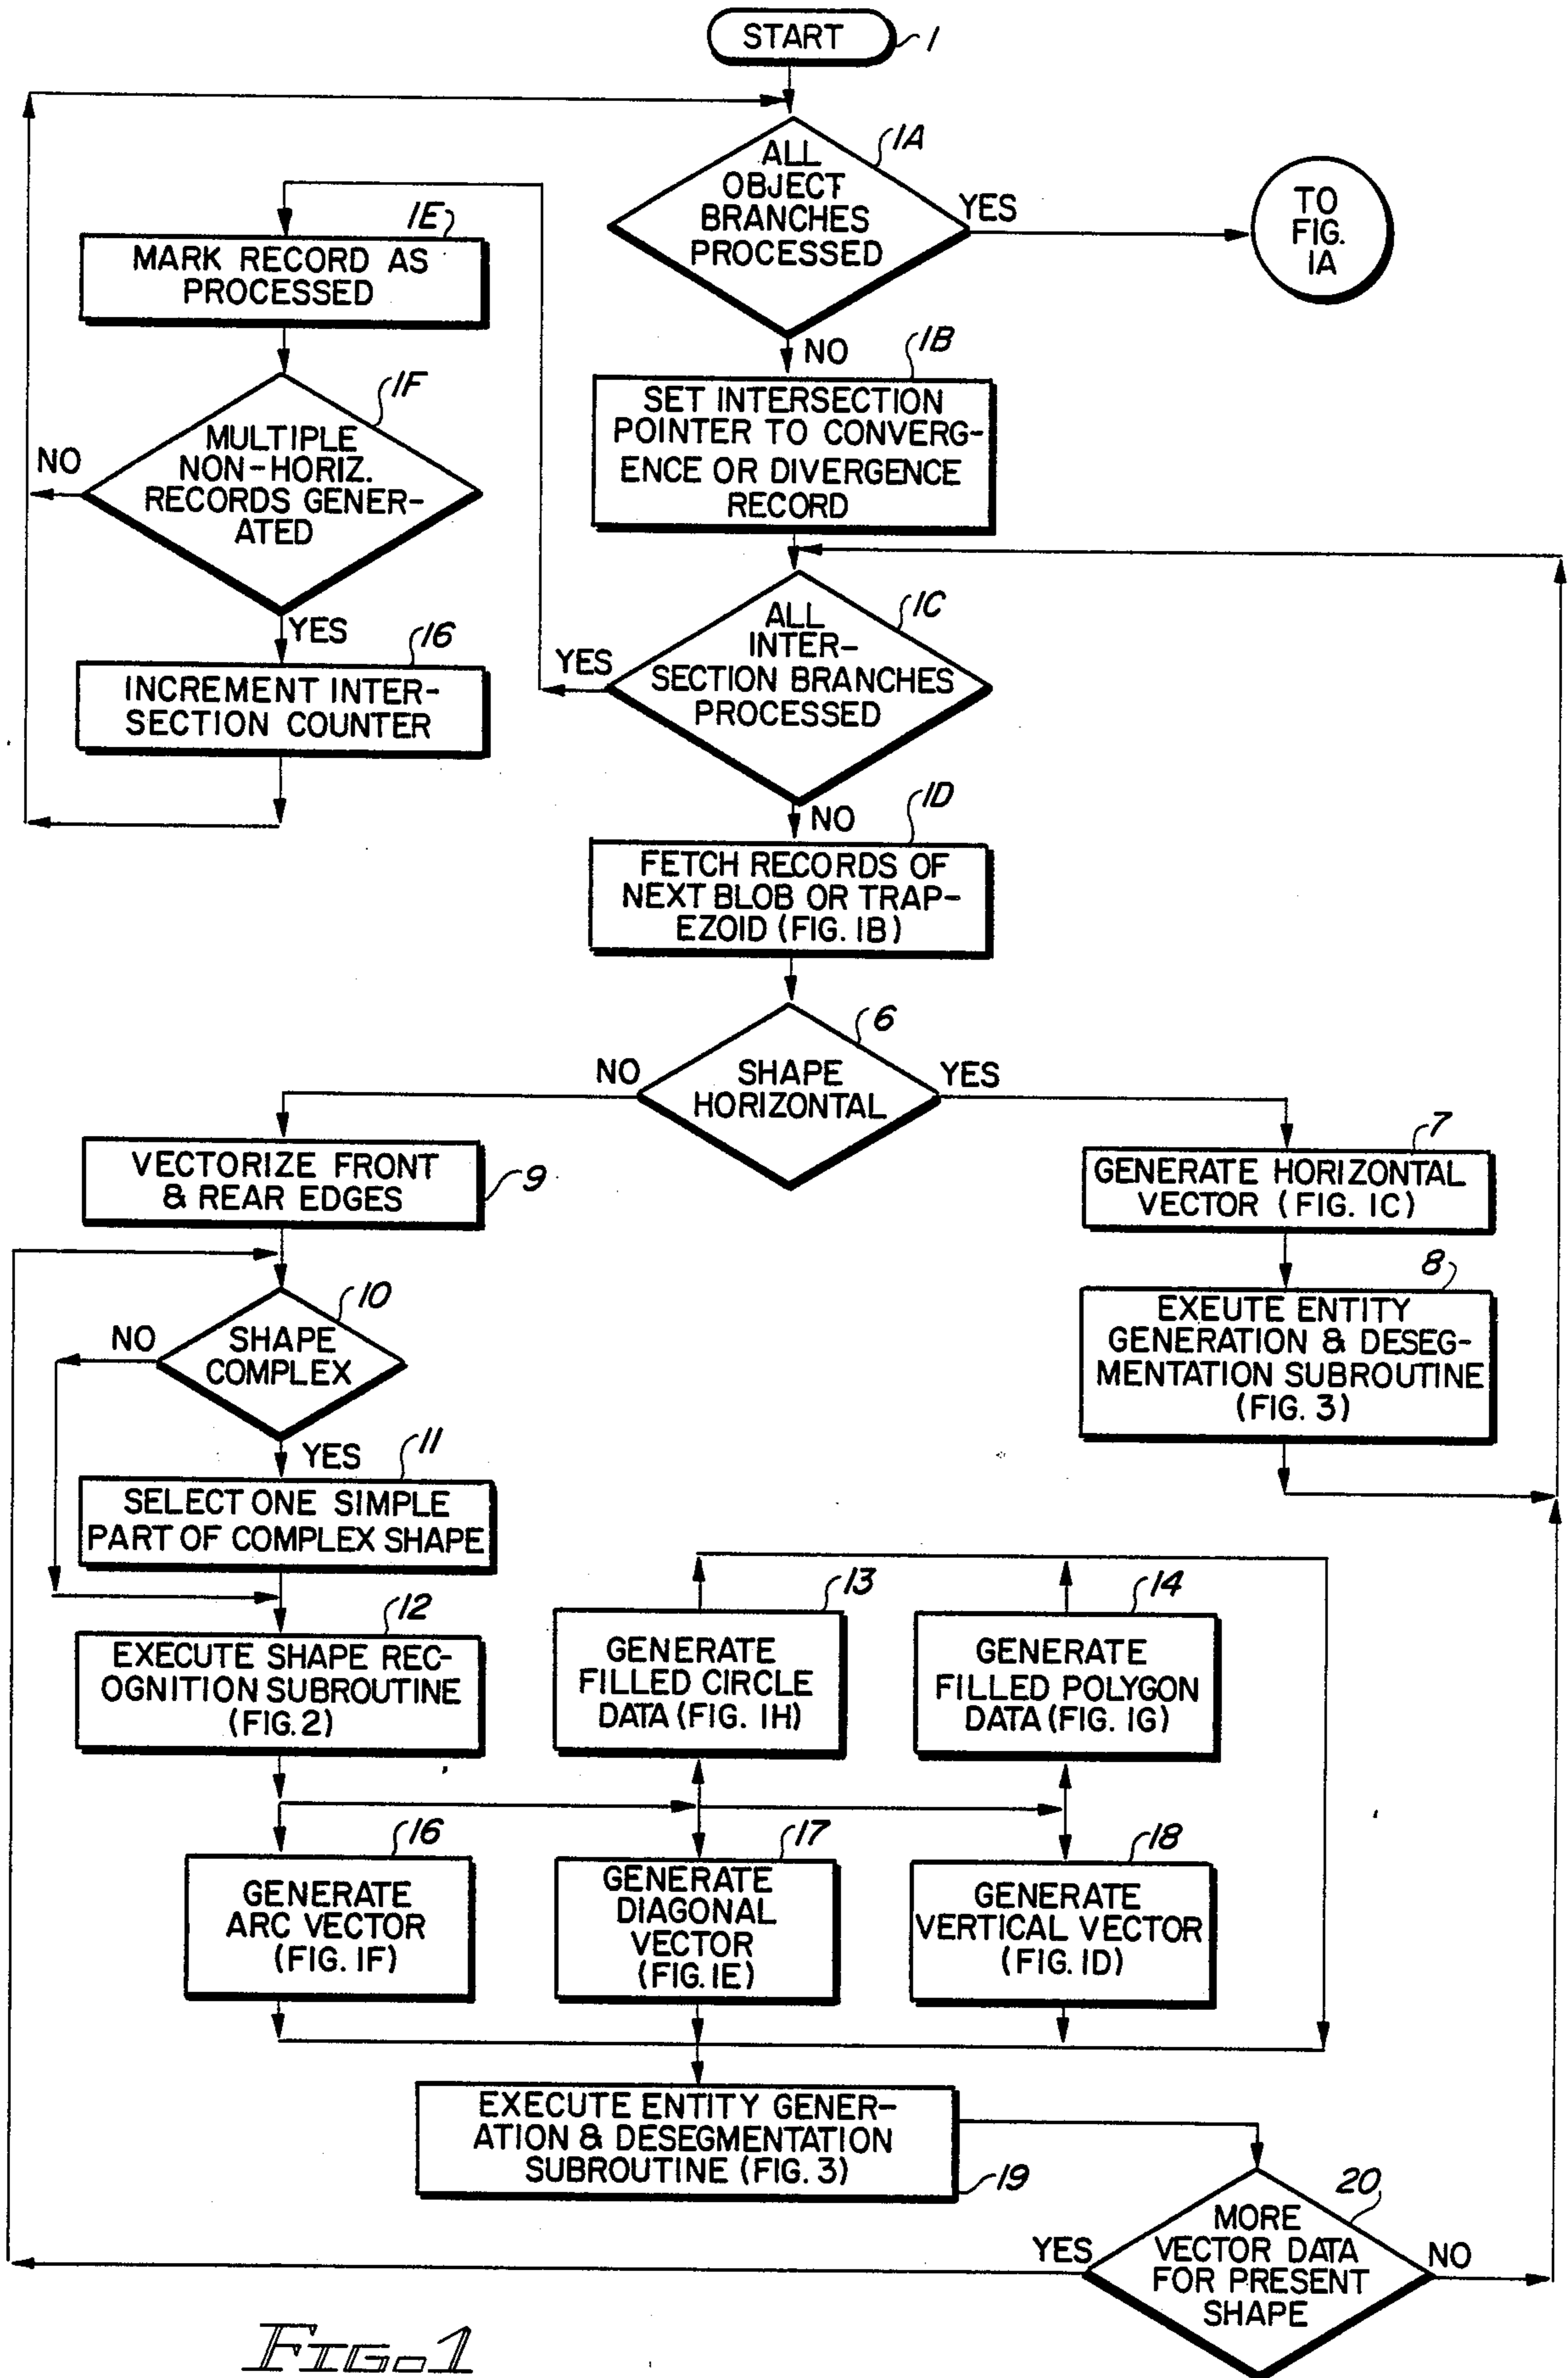 START
1
ALL
OBJECT
BRANCHES
PROCESSED
1A
YES
TO
FIG.
1A
NO
1E
MARK RECORD AS
PROCESSED
1B
SET INTERSECTION
POINTER TO CONVERG-
ENCE OR DIVERGENCE
RECORD
1F
MULTIPLE
NON-HORIZ.
RECORDS GENER-
ATED
NO
YES
1C
ALL
INTER-
SECTION BRANCHES
PROCESSED
YES
NO
16
INCREMENT INTER-
SECTION COUNTER
1D
FETCH RECORDS OF
NEXT BLOB OR TRAP-
EZOID (FIG. 1B)
6
SHAPE
HORIZONTAL
NO
YES
VECTORIZE FRONT
& REAR EDGES
9
7
GENERATE HORIZONTAL
VECTOR (FIG. 1C)
8
EXEUTE ENTITY
GENERATION & DESEG-
MENTATION SUBROUTINE
(FIG. 3)
10
SHAPE
COMPLEX
NO
YES
11
SELECT ONE SIMPLE
PART OF COMPLEX SHAPE
12
EXECUTE SHAPE REC-
OGNITION SUBROUTINE
(FIG. 2)
13
GENERATE
FILLED CIRCLE
DATA (FIG. 1H)
14
GENERATE
FILLED POLYGON
DATA (FIG. 1G)
16
GENERATE
ARC VECTOR
(FIG. 1F)
17
GENERATE
DIAGONAL
VECTOR
(FIG. 1E)
18
GENERATE
VERTICAL VECTOR
(FIG. 1D)
EXECUTE ENTITY GENER-
ATION & DESEGMENTATION
SUBROUTINE (FIG. 3)
19
20
MORE
VECTOR DATA
FOR PRESENT
SHAPE
YES
NO
FIG. 1